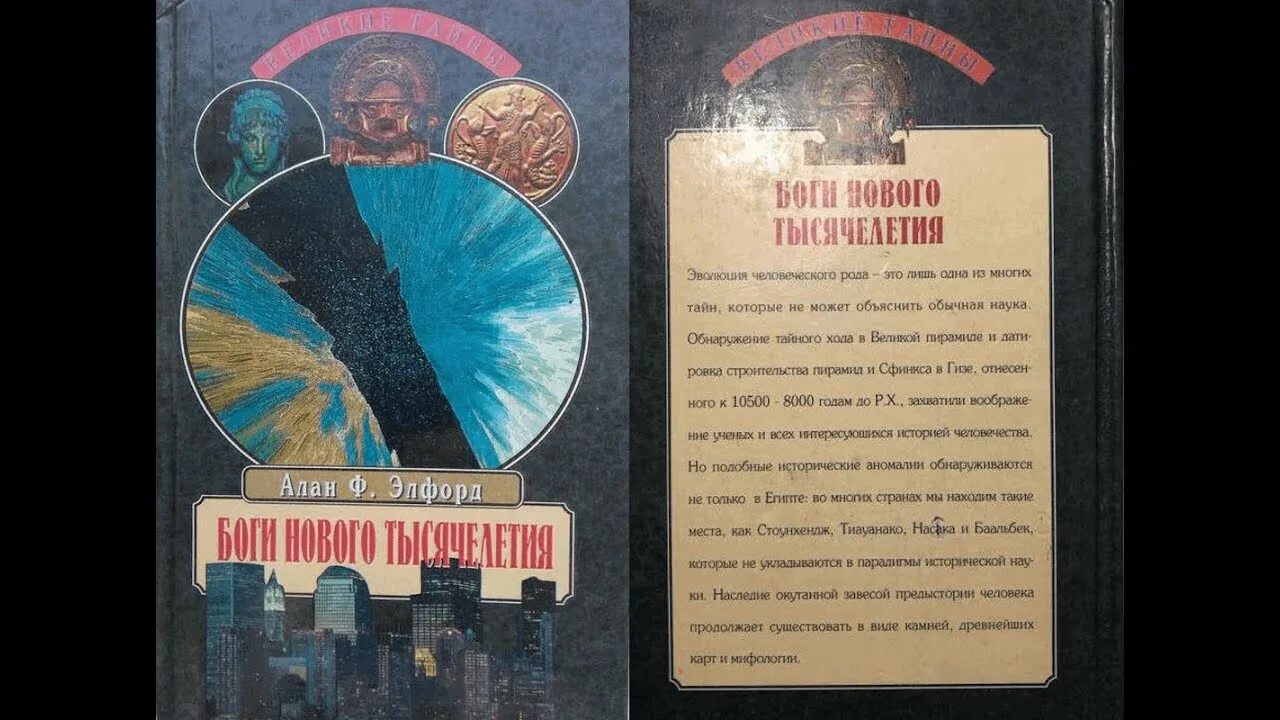 ВЕЛИКИЕ ТАЙНЫ
Алан Ф. Элфорд
БОГИ НОВОГО ТЫСЯЧЕЛЕТИЯ
ВЕЛИКИЕ ТАЙНЫ
БОГИ НОВОГО
ТЫСЯЧЕЛЕТИЯ
Эволюция человеческого рода – это лишь одна из многих
тайн, которые не может объяснить обычная наука.
Обнаружение тайного хода в Великой пирамиде и дати-
ровка строительства пирамид и Сфинкса в Гизе, отнесен-
ного к 10500 - 8000 годам до Р.Х., захватили воображе-
ние ученых и всех интересующихся историей человечества.
Но подобные исторические аномалии обнаруживаются
не только в Египте: во многих странах мы находим такие
места, как Стоунхендж, Тиауанако, и Баальбек,
которые не укладываются в парадигмы исторической нау-
ки. Наследие окутанной завесой предыстории человека
продолжает существовать в виде камней, древнейших
карт и мифологии.